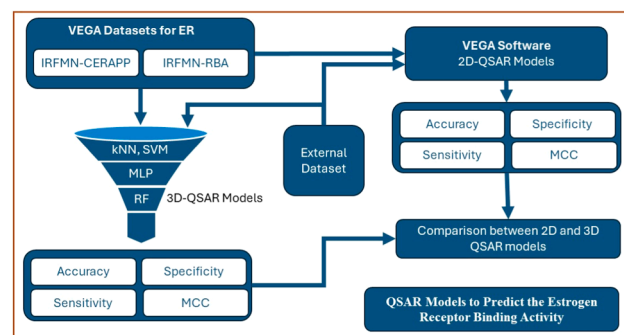 VEGA Datasets for ER
IRFMN-CERAPP
IRFMN-RBA
VEGA Software
2D-QSAR Models
kNN, SVM
MLP
RF
3D-QSAR Models
External
Dataset
Accuracy
Specificity
Sensitivity
MCC
Comparison between 2D and 3D
QSAR models
Accuracy
Specificity
Sensitivity
MCC
QSAR Models to Predict the Estrogen
Receptor Binding Activity